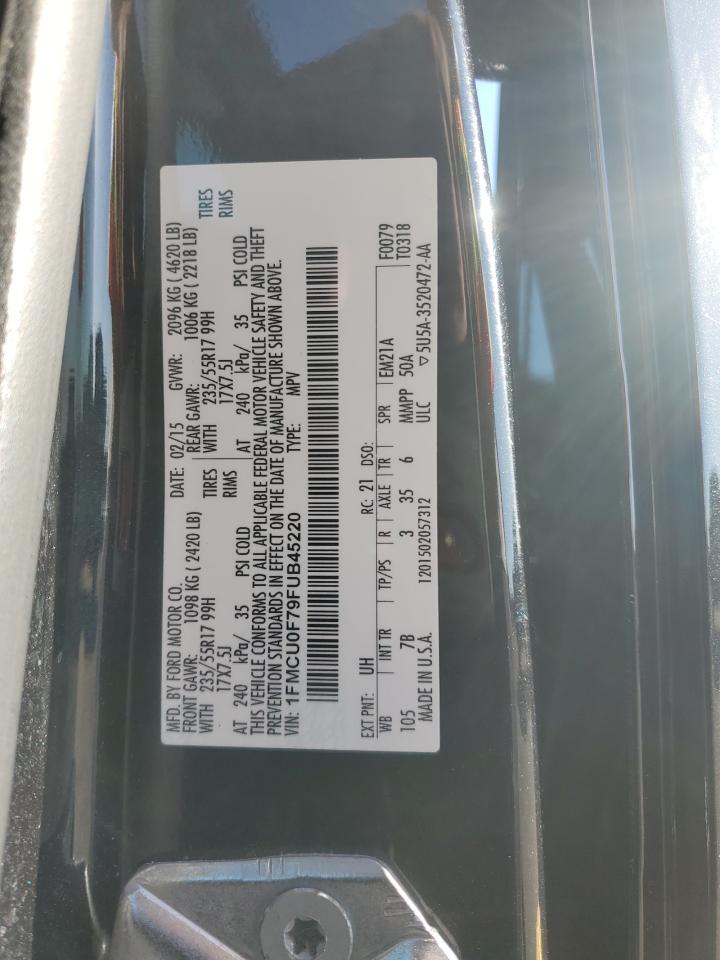 MFD. BY FORD MOTOR CO.
DATE: 02/15 GVWR: 2096 KG ( 4620 LB)
FRONT GAWR: 1098 KG ( 2420 LB) REAR GAWR: 1006 KG ( 2218 LB)
WITH 235/55R17 99H TIRES WITH 235/55R17 99H TIRES
17X7.5J RIMS 17X7.5J RIMS
AT 240 kPa/ 35 PSI COLD AT 240 kPa/ 35 PSI COLD
THIS VEHICLE CONFORMS TO ALL APPLICABLE FEDERAL MOTOR VEHICLE SAFETY AND THEFT
PREVENTION STANDARDS IN EFFECT ON THE DATE OF MANUFACTURE SHOWN ABOVE.
VIN: 1FMCU0F79FUB45220 TYPE: MPV
EXT PNT: UH RC: 21 DSO: F0079
WB INT TR TP/PS R AXLE TR SPR EM21A T0318
105 7B 3 35 6 MMPP 50A
MADE IN U.S.A. 1201502057312 ULC ▽5U5A-3520472-AA